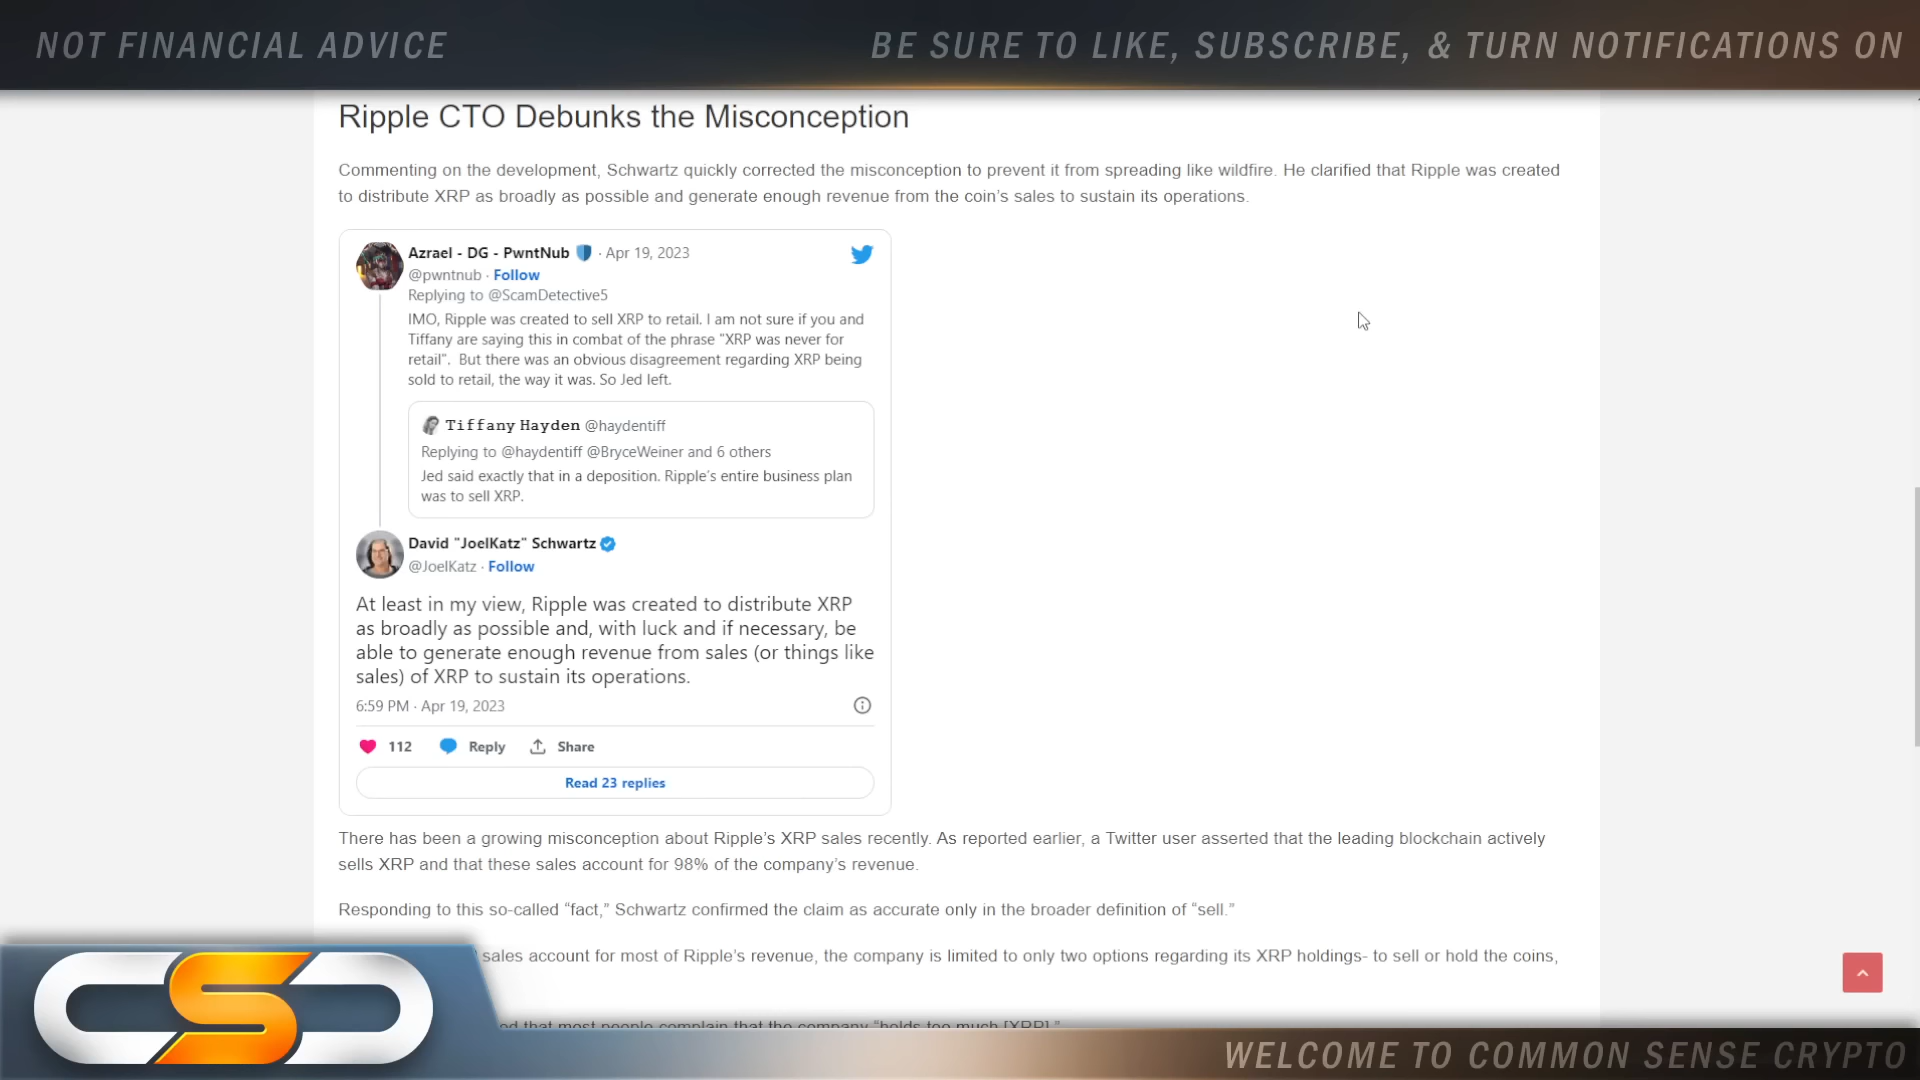 NOT FINANCIAL ADVICE
BE SURE TO LIKE, SUBSCRIBE, & TURN NOTIFICATIONS ON
Ripple CTO Debunks the Misconception
Commenting on the development, Schwartz quickly corrected the misconception to prevent it from spreading like wildfire. He clarified that Ripple was created
to distribute XRP as broadly as possible and generate enough revenue from the coin’s sales to sustain its operations.
Azrael - DG - PwntNub · Apr 19, 2023
@pwntnub · Follow
Replying to @ScamDetective5
IMO, Ripple was created to sell XRP to retail. I am not sure if you and
Tiffany are saying this in combat of the phrase "XRP was never for
retail". But there was an obvious disagreement regarding XRP being
sold to retail, the way it was. So Jed left.
Tiffany Hayden @haydentiff
Replying to @haydentiff @BryceWeiner and 6 others
Jed said exactly that in a deposition. Ripple's entire business plan
was to sell XRP.
David "JoelKatz" Schwartz
@JoelKatz · Follow
At least in my view, Ripple was created to distribute XRP
as broadly as possible and, with luck and if necessary, be
able to generate enough revenue from sales (or things like
sales) of XRP to sustain its operations.
6:59 PM · Apr 19, 2023
112 Reply Share
Read 23 replies
There has been a growing misconception about Ripple’s XRP sales recently. As reported earlier, a Twitter user asserted that the leading blockchain actively
sells XRP and that these sales account for 98% of the company’s revenue.
Responding to this so-called “fact,” Schwartz confirmed the claim as accurate only in the broader definition of “sell.”
sales account for most of Ripple’s revenue, the company is limited to only two options regarding its XRP holdings- to sell or hold the coins,
that most people complain that the company “holds too much [XRP].”
CSC
WELCOME TO COMMON SENSE CRYPTO